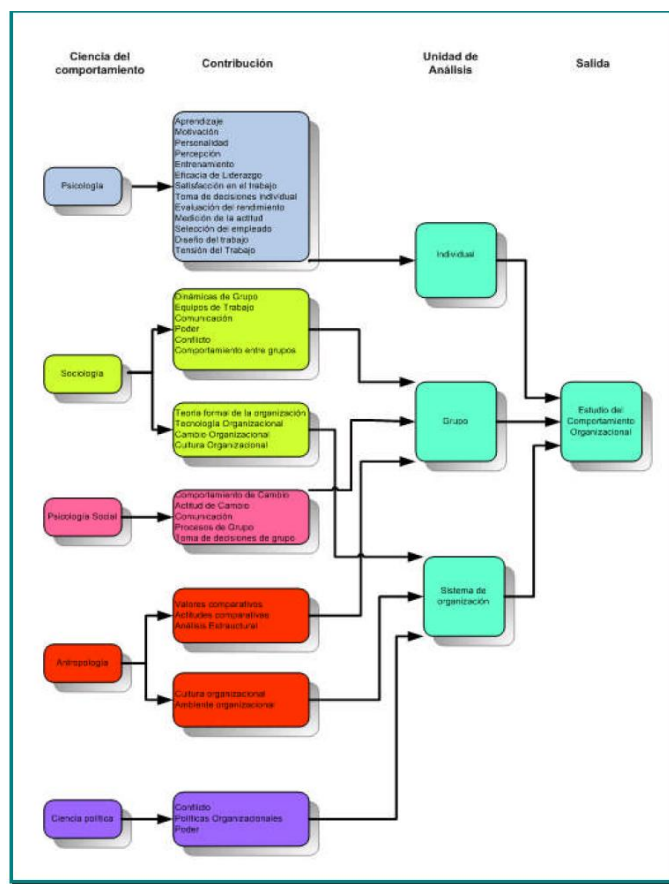 Ciencia del
comportamiento
Contribución
Unidad de
Análisis
Salida
Psicología
Aprendizaje
Motivación
Personalidad
Percepción
Entrenamiento
Eficacia de Liderazgo
Satisfacción en el trabajo
Toma de decisiones individual
Evaluación del rendimiento
Medición de la actitud
Selección del empleado
Diseño del trabajo
Tensión del Trabajo
Individual
Sociología
Dinámicas de Grupo
Equipos de Trabajo
Comunicación
Poder
Conflicto
Comportamiento entre grupos
Teoría formal de la organización
Tecnología Organizacional
Cambio Organizacional
Cultura Organizacional
Grupo
Estudio del
Comportamiento
Organizacional
Psicología Social
Comportamiento de Cambio
Actitud de Cambio
Comunicación
Procesos de Grupo
Toma de decisiones de grupo
Sistema de
organización
Antropología
Valores comparativos
Actitudes comparativas
Análisis Estrauctural
Cultura organizacional
Ambiente organizacional
Ciencia política
Conflicto
Políticas Organizacionales
Poder